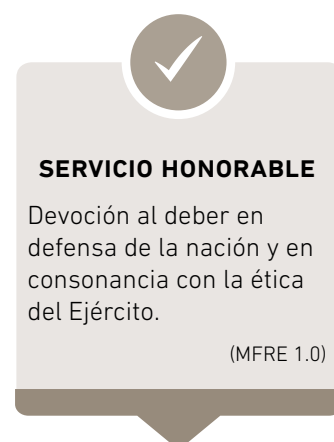 SERVICIO HONORABLE
Devoción al deber en
defensa de la nación y en
consonancia con la ética
del Ejército.
(MFRE 1.0)